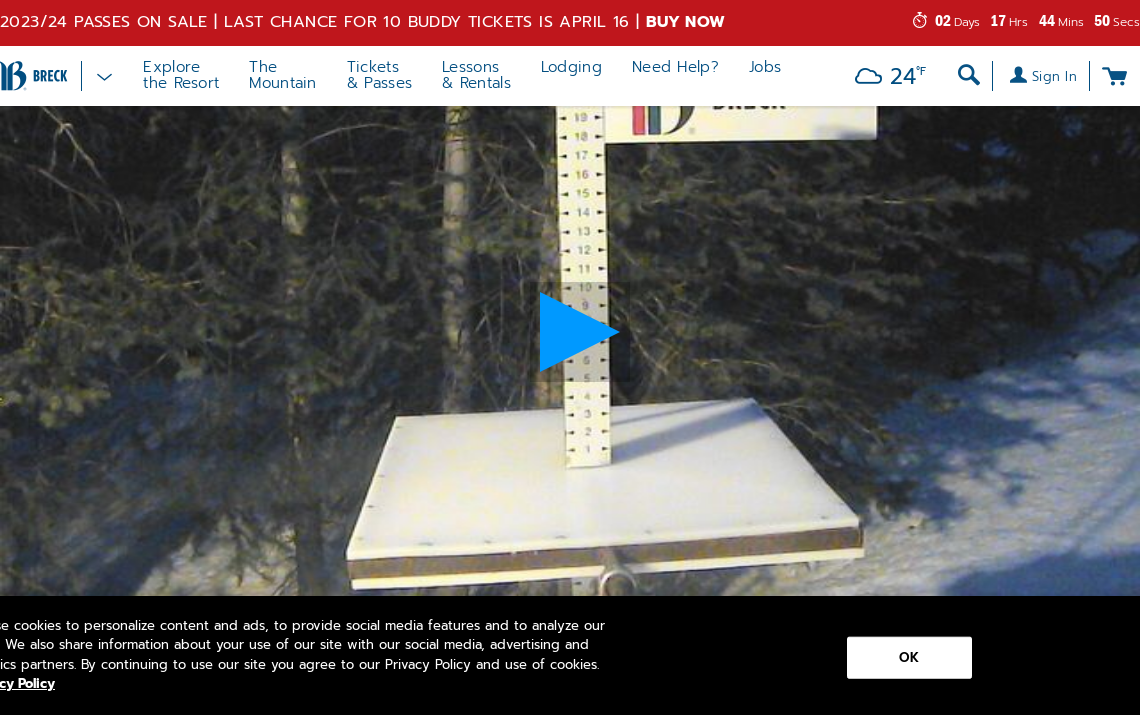 2023/24 PASSES ON SALE | LAST CHANCE FOR 10 BUDDY TICKETS IS APRIL 16 | BUY NOW
02 Days 17 Hrs 44 Mins 50 Secs
BRECK
Explore
the Resort
The
Mountain
Tickets
& Passes
Lessons
& Rentals
Lodging
Need Help?
Jobs
24°F
Sign In
BRECK
®
19
18
17
16
15
14
13
12
11
10
9
6
5
4
3
2
1
se cookies to personalize content and ads, to provide social media features and to analyze our
We also share information about your use of our site with our social media, advertising and
ics partners. By continuing to use our site you agree to our Privacy Policy and use of cookies.
cy Policy
OK